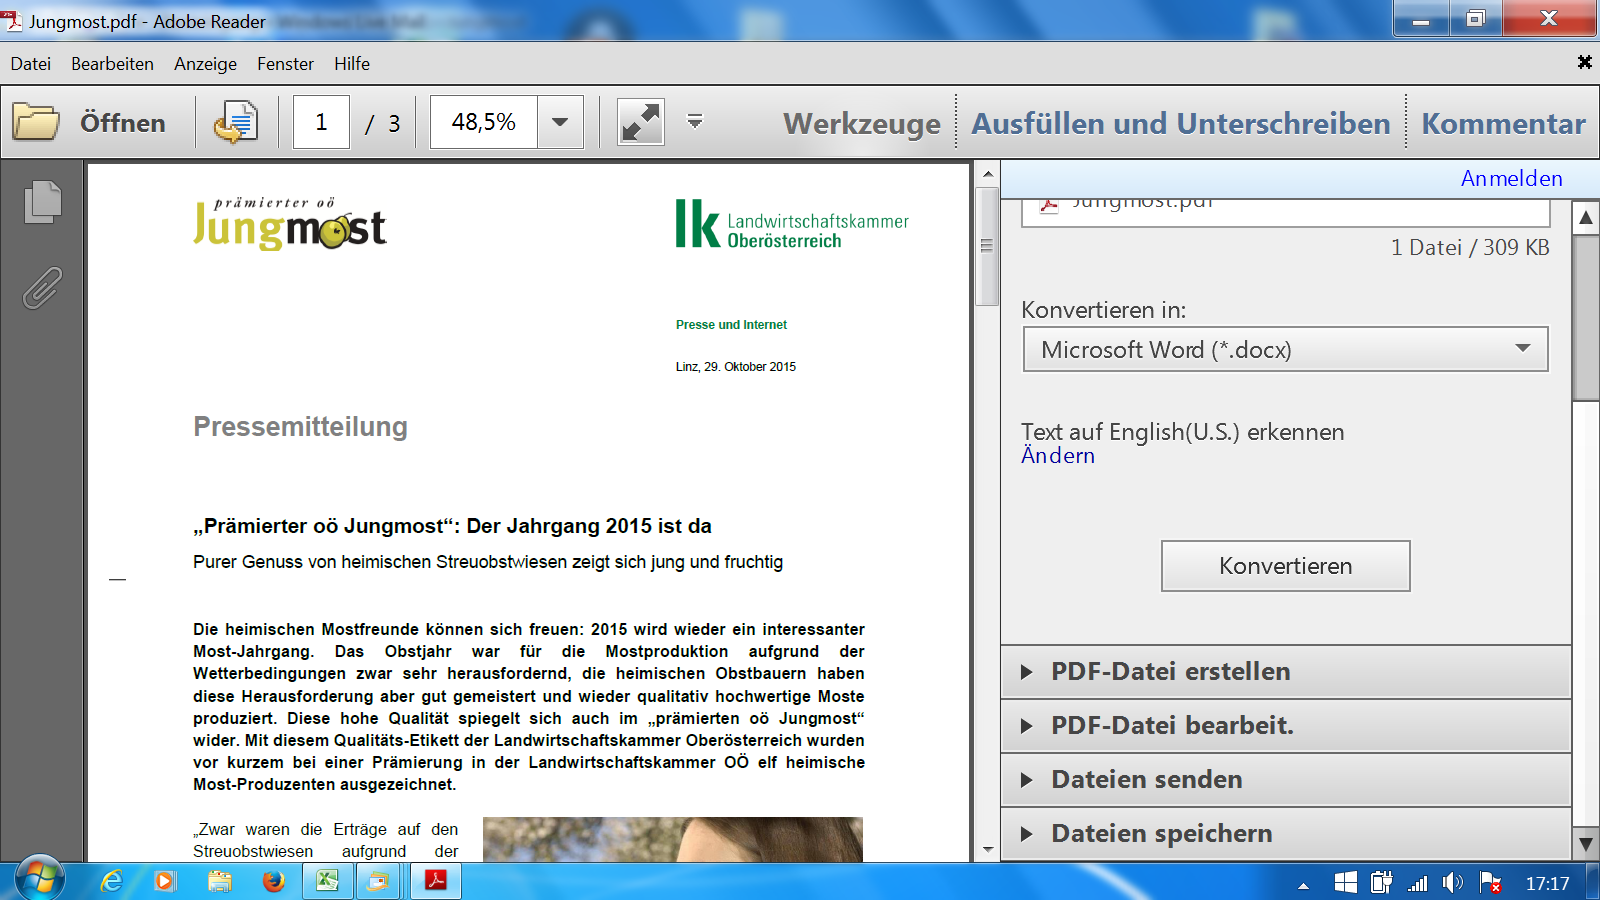 Jungmost.pdf - Adobe Reader
Datei Bearbeiten Anzeige Fenster Hilfe
Öffnen 1 / 3 48,5% Werkzeuge Ausfüllen und Unterschreiben Kommentar
prämierter oö
Jungmost
lk Landwirtschaftskammer
Oberösterreich
Presse und Internet
Linz, 29. Oktober 2015
Pressemitteilung
„Prämierter oö Jungmost“: Der Jahrgang 2015 ist da
Purer Genuss von heimischen Streuobstwiesen zeigt sich jung und fruchtig
Die heimischen Mostfreunde können sich freuen: 2015 wird wieder ein interessanter
Most-Jahrgang. Das Obstjahr war für die Mostproduktion aufgrund der
Wetterbedingungen zwar sehr herausfordernd, die heimischen Obstbauern haben
diese Herausforderung aber gut gemeistert und wieder qualitativ hochwertige Moste
produziert. Diese hohe Qualität spiegelt sich auch im „prämierten oö Jungmost“
wider. Mit diesem Qualitäts-Etikett der Landwirtschaftskammer Oberösterreich wurden
vor kurzem bei einer Prämierung in der Landwirtschaftskammer OÖ elf heimische
Most-Produzenten ausgezeichnet.
„Zwar waren die Erträge auf den
Streuobstwiesen aufgrund der
Anmelden
Jungmost.pdf
1 Datei / 309 KB
Konvertieren in:
Microsoft Word (*.docx)
Text auf English(U.S.) erkennen
Ändern
Konvertieren
PDF-Datei erstellen
PDF-Datei bearbeit.
Dateien senden
Dateien speichern
17:17